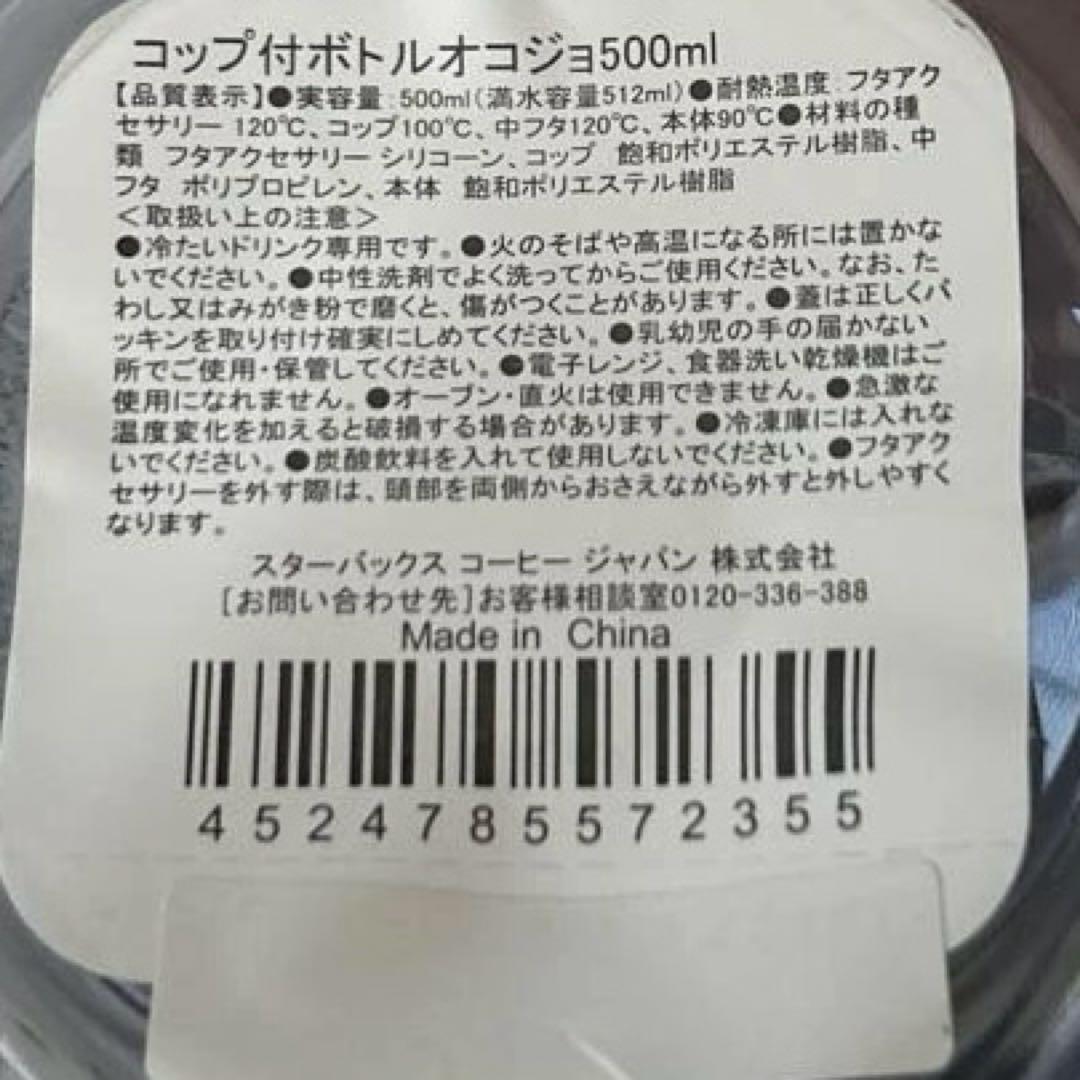 コップ付ボトルオコジョ500ml
【品質表示】●実容量:500ml(満水容量512ml)●耐熱温度:フタアク
セサリー 120℃、コップ100℃、中フタ120℃、本体90℃●材料の種
類 フタアクセサリー シリコーン、コップ 飽和ポリエステル樹脂、中
フタ ポリプロピレン、本体 飽和ポリエステル樹脂
＜取扱い上の注意＞
●冷たいドリンク専用です。●火のそばや高温になる所には置かな
いでください。●中性洗剤でよく洗ってからご使用ください。なお、た
わし又はみがき粉で磨くと、傷がつくことがあります。●蓋は正しくパ
ッキンを取り付け確実にしめてください。●乳幼児の手の届かない
所でご使用・保管してください。●電子レンジ、食器洗い乾燥機はご
使用になれません。●オーブン・直火は使用できません。●急激な
温度変化を加えると破損する場合があります。●冷凍庫には入れな
いでください。●炭酸飲料を入れて使用しないでください。●フタアク
セサリーを外す際は、頭部を両側からおさえながら外すと外しやすく
なります。
スターバックス コーヒー ジャパン 株式会社
[お問い合わせ先]お客様相談室0120-336-388
Made in China
4524785572355